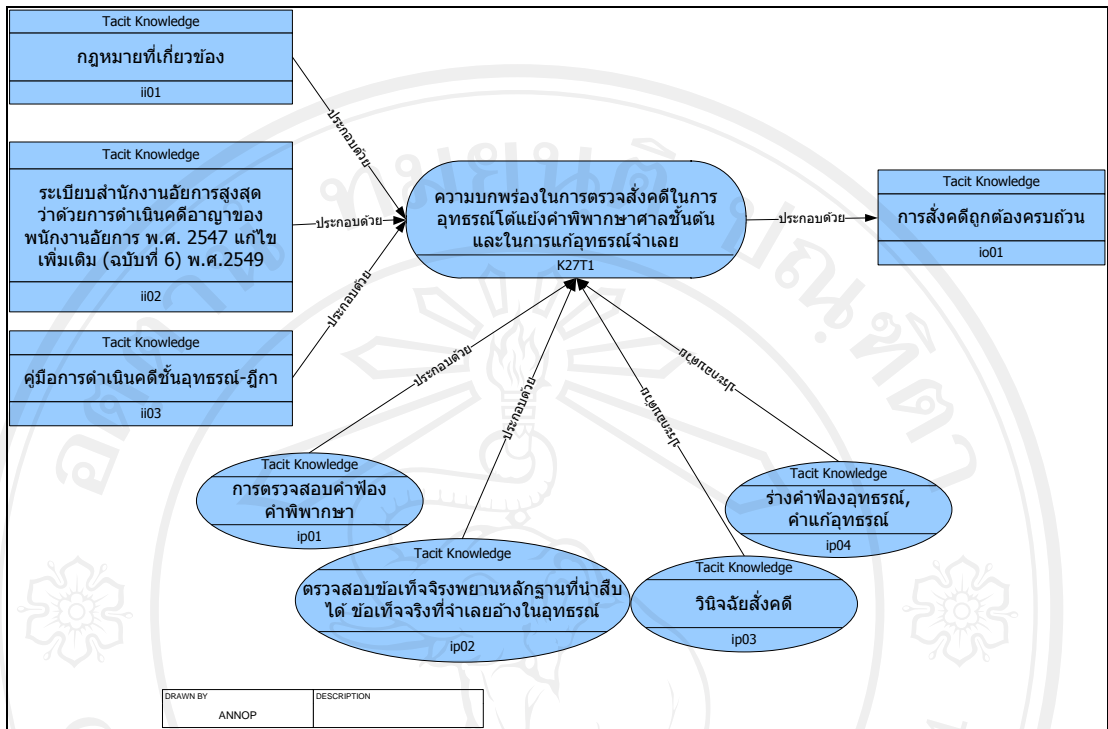 Tacit Knowledge
กฎหมายที่เกี่ยวข้อง
ii01
Tacit Knowledge
ระเบียบสำนักงานอัยการสูงสุด
ว่าด้วยการดำเนินคดีอาญาของ
พนักงานอัยการ พ.ศ. 2547 แก้ไข
เพิ่มเติม (ฉบับที่ 6) พ.ศ.2549
ii02
Tacit Knowledge
คู่มือการดำเนินคดีชั้นอุทธรณ์-ฎีกา
ii03
ประกอบด้วย
ประกอบด้วย
ประกอบด้วย
ความบกพร่องในการตรวจสั่งคดีในการ
อุทธรณ์โต้แย้งคำพิพากษาศาลชั้นต้น
และในการแก้อุทธรณ์จำเลย
K27T1
ประกอบด้วย
Tacit Knowledge
การสั่งคดีถูกต้องครบถ้วน
io01
ประกอบด้วย
ประกอบด้วย
ประกอบด้วย
ประกอบด้วย
Tacit Knowledge
การตรวจสอบคำฟ้อง
คำพิพากษา
ip01
Tacit Knowledge
ตรวจสอบข้อเท็จจริงพยานหลักฐานที่นำสืบ
ได้ ข้อเท็จจริงที่จำเลยอ้างในอุทธรณ์
ip02
Tacit Knowledge
วินิจฉัยสั่งคดี
ip03
Tacit Knowledge
ร่างคำฟ้องอุทธรณ์,
คำแก้อุทธรณ์
ip04
DRAWN BY
ANNOP
DESCRIPTION